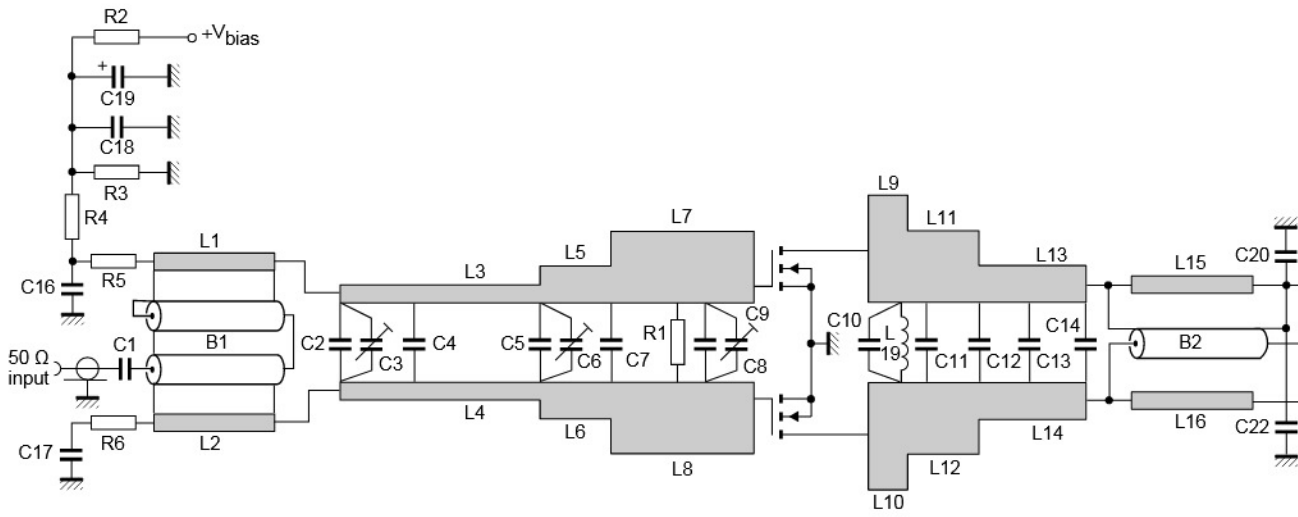 R2
+Vbias
+
C19
C18
R3
R4
L1
R5
C16
B1
C1
50 Ω
input
R6
C17
L2
L3
L5
L7
C2
C3
C4
C5
C6
C7
R1
C9
C8
L4
L6
L8
L9
L11
L13
C10
L
19
C11
C12
C13
C14
L10
L12
L14
L15
B2
L16
C20
C22